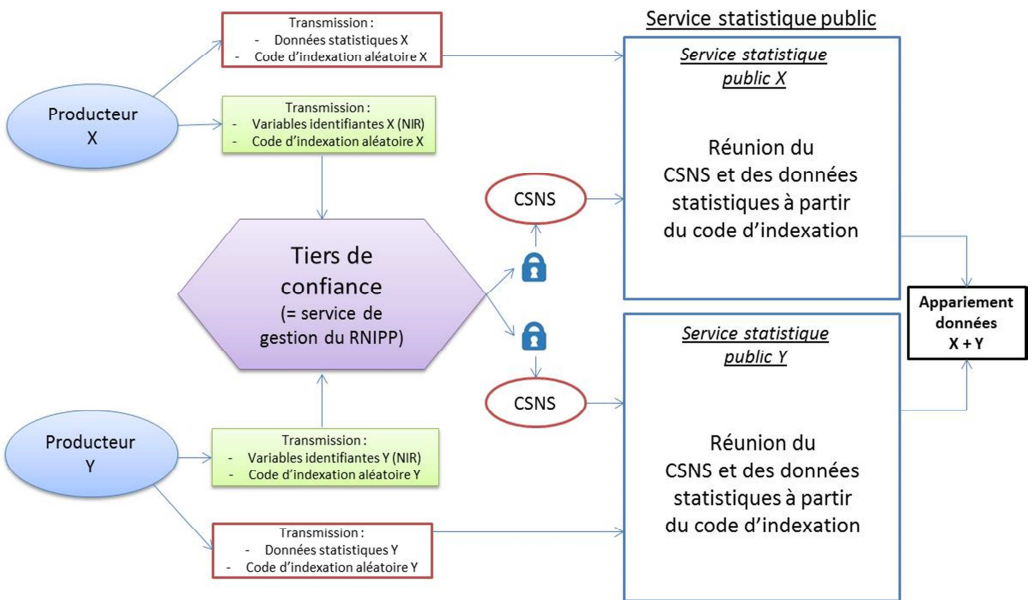 Service statistique public
Transmission :
- Données statistiques X
- Code d'indexation aléatoire X
Producteur
X
Transmission :
- Variables identifiantes X (NIR)
- Code d'indexation aléatoire X
Service statistique
public X
Réunion du
CSNS et des données
statistiques à partir
du code d'indexation
CSNS
Tiers de
confiance
(= service de
gestion du RNIPP)
Appariement
données
X + Y
CSNS
Service statistique
public Y
Réunion du
CSNS et des données
statistiques à partir
du code d'indexation
Producteur
Y
Transmission :
- Variables identifiantes Y (NIR)
- Code d'indexation aléatoire Y
Transmission :
- Données statistiques Y
- Code d'indexation aléatoire Y